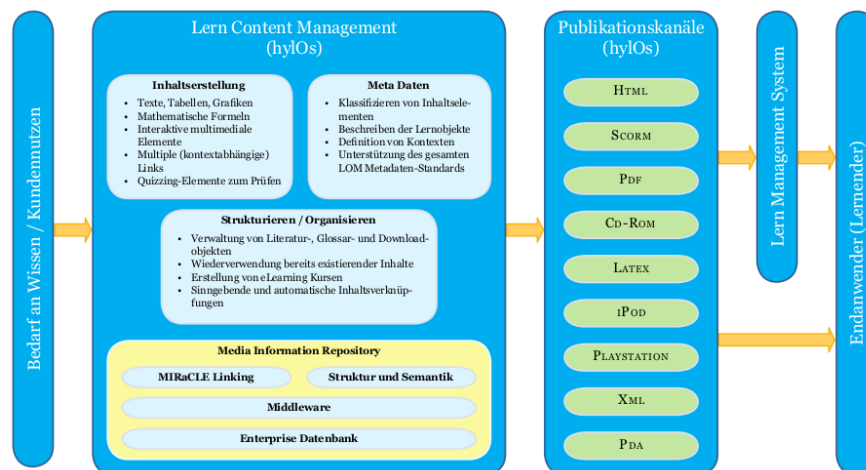 Bedarf an Wissen / Kundennutzen
Lern Content Management
(hylOs)
Inhaltserstellung
• Texte, Tabellen, Grafiken
• Mathematische Formeln
• Interaktive multimediale
Elemente
• Multiple (kontextabhängige)
Links
• Quizzing-Elemente zum Prüfen
Meta Daten
• Klassifizieren von Inhaltsele-
menten
• Beschreiben der Lernobjekte
• Definition von Kontexten
• Unterstützung des gesamten
LOM Metadaten-Standards
Strukturieren / Organisieren
• Verwaltung von Literatur-, Glossar- und Download-
objekten
• Wiederverwendung bereits existierender Inhalte
• Erstellung von eLearning Kursen
• Sinngebende und automatische Inhaltsverknüp-
fungen
Media Information Repository
MIRaCLE Linking
Struktur und Semantik
Middleware
Enterprise Datenbank
Publikationskanäle
(hylOs)
HTML
SCORM
PDF
CD-ROM
LATEX
IPOD
PLAYSTATION
XML
PDA
Lern Management System
Endanwender (Lernender)